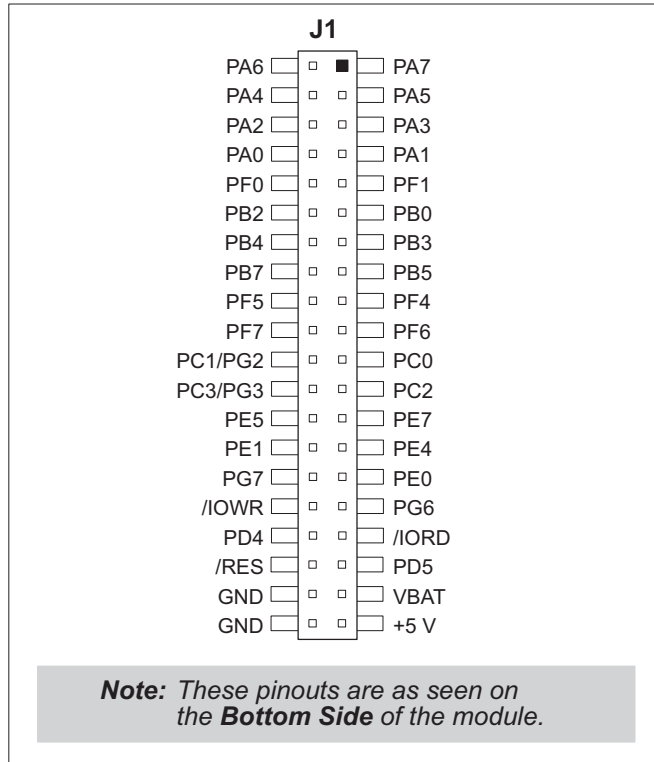 J1
PA6 PA7
PA4 PA5
PA2 PA3
PA0 PA1
PF0 PF1
PB2 PB0
PB4 PB3
PB7 PB5
PF5 PF4
PF7 PF6
PC1/PG2 PC0
PC3/PG3 PC2
PE5 PE7
PE1 PE4
PG7 PE0
/IOWR PG6
PD4 /IORD
/RES PD5
GND VBAT
GND +5 V
Note: These pinouts are as seen on
the Bottom Side of the module.